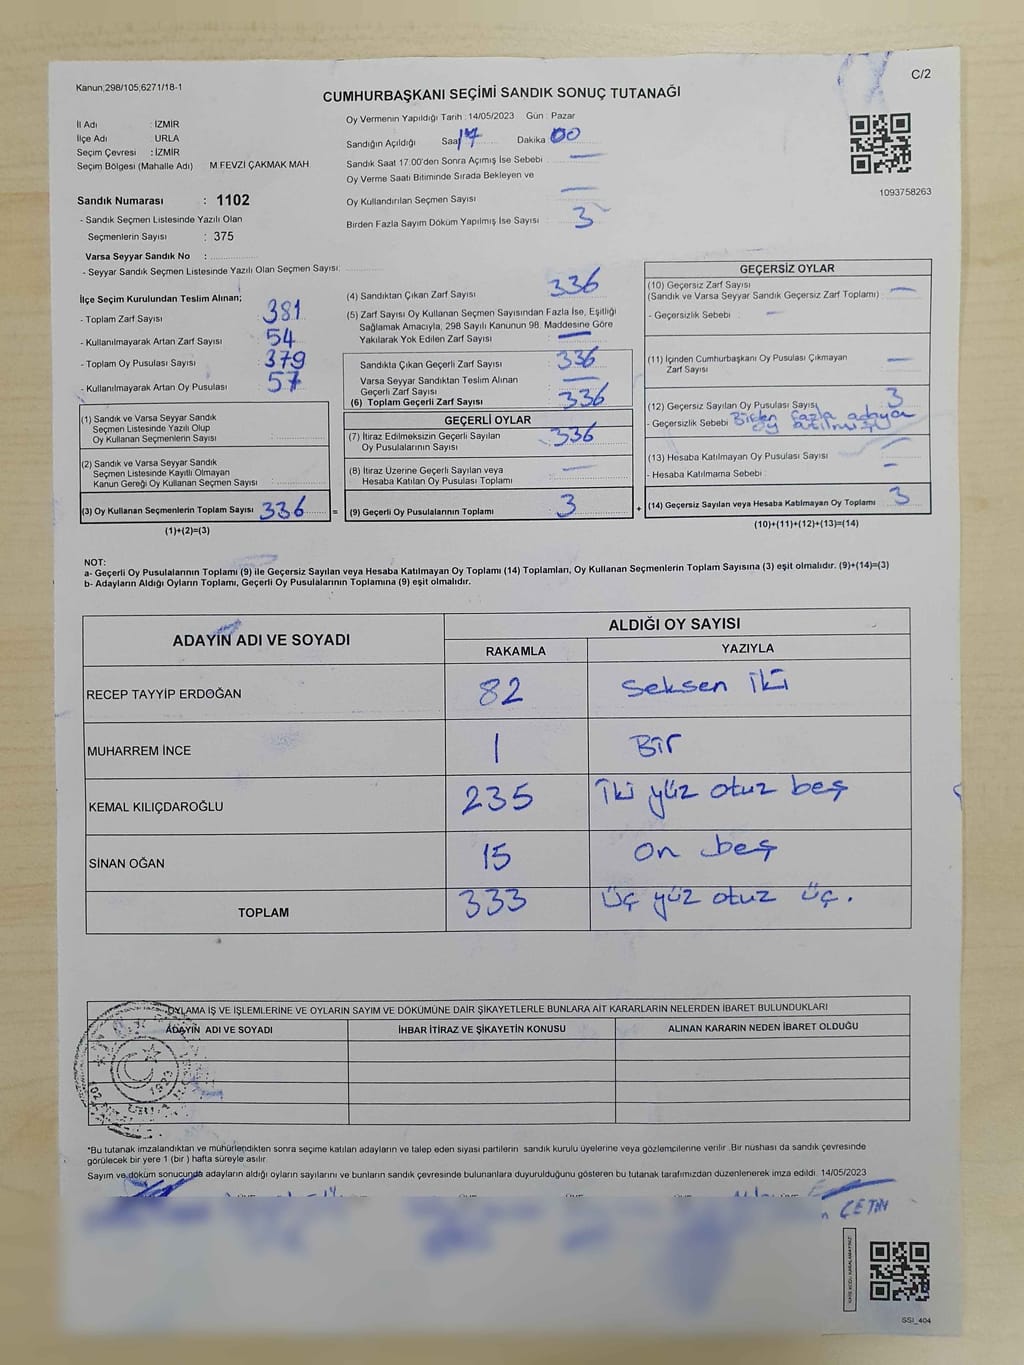 Kanun;298/105;6271/18-1
C/2
CUMHURBAŞKANI SEÇİMİ SANDIK SONUÇ TUTANAĞI
İl Adı : İZMİR
İlçe Adı : URLA
Seçim Çevresi : İZMİR
Seçim Bölgesi (Mahalle Adı) M.FEVZİ ÇAKMAK MAH.
Sandık Numarası : 1102
- Sandık Seçmen Listesinde Yazılı Olan
Seçmenlerin Sayısı : 375
Varsa Seyyar Sandık No :
- Seyyar Sandık Seçmen Listesinde Yazılı Olan Seçmen Sayısı:
Oy Vermenin Yapıldığı Tarih : 14/05/2023 Gün : Pazar
Sandığın Açıldığı Saat 17 Dakika 00
Sandık Saat 17.00'den Sonra Açımış İse Sebebi : —
Oy Verme Saati Bitiminde Sırada Bekleyen ve
Oy Kullandırılan Seçmen Sayısı : —
Birden Fazla Sayım Döküm Yapılmış İse Sayısı : 3
1093758263
İlçe Seçim Kurulundan Teslim Alınan;
- Toplam Zarf Sayısı : 381
- Kullanılmayarak Artan Zarf Sayısı : 54
- Toplam Oy Pusulası Sayısı : 379
- Kullanılmayarak Artan Oy Pusulası : 57
(1) Sandık ve Varsa Seyyar Sandık
Seçmen Listesinde Yazılı Olup
Oy Kullanan Seçmenlerin Sayısı :
(2) Sandık ve Varsa Seyyar Sandık
Seçmen Listesinde Kayıtlı Olmayan
Kanun Gereği Oy Kullanan Seçmen Sayısı :
(3) Oy Kullanan Seçmenlerin Toplam Sayısı 336
(1)+(2)=(3)
=
(4) Sandıktan Çıkan Zarf Sayısı : 336
(5) Zarf Sayısı Oy Kullanan Seçmen Sayısından Fazla İse, Eşitliği
Sağlamak Amacıyla, 298 Sayılı Kanunun 98. Maddesine Göre
Yakılarak Yok Edilen Zarf Sayısı : —
Sandıkta Çıkan Geçerli Zarf Sayısı : 336
Varsa Seyyar Sandıktan Teslim Alınan
Geçerli Zarf Sayısı : —
(6) Toplam Geçerli Zarf Sayısı : 336
GEÇERLİ OYLAR
(7) İtiraz Edilmeksizin Geçerli Sayılan
Oy Pusulalarının Sayısı : 336
(8) İtiraz Üzerine Geçerli Sayılan veya
Hesaba Katılan Oy Pusulası Toplamı : —
(9) Geçerli Oy Pusulalarının Toplamı 3
+
GEÇERSİZ OYLAR
(10) Geçersiz Zarf Sayısı
(Sandık ve Varsa Seyyar Sandık Geçersiz Zarf Toplamı) : —
- Geçersizlik Sebebi : —
(11) İçinden Cumhurbaşkanı Oy Pusulası Çıkmayan
Zarf Sayısı : —
(12) Geçersiz Sayılan Oy Pusulası Sayısı : 3
- Geçersizlik Sebebi Birden fazla adaya
oy atılmış
(13) Hesaba Katılmayan Oy Pusulası Sayısı : —
- Hesaba Katılmama Sebebi :
(14) Geçersiz Sayılan veya Hesaba Katılmayan Oy Toplamı 3
(10)+(11)+(12)+(13)=(14)
NOT:
a- Geçerli Oy Pusulalarının Toplamı (9) ile Geçersiz Sayılan veya Hesaba Katılmayan Oy Toplamı (14) Toplamları, Oy Kullanan Seçmenlerin Toplam Sayısına (3) eşit olmalıdır. (9)+(14)=(3)
b- Adayların Aldığı Oyların Toplamı, Geçerli Oy Pusulalarının Toplamına (9) eşit olmalıdır.
ADAYIN ADI VE SOYADI
ALDIĞI OY SAYISI
RAKAMLA YAZIYLA
RECEP TAYYİP ERDOĞAN 82 Seksen iki
MUHARREM İNCE 1 Bir
KEMAL KILIÇDAROĞLU 235 İki yüz otuz beş
SİNAN OĞAN 15 On beş
TOPLAM 333 Üç yüz otuz üç.
OYLAMA İŞ VE İŞLEMLERİNE VE OYLARIN SAYIM VE DÖKÜMÜNE DAİR ŞİKAYETLERLE BUNLARA AİT KARARLARIN NELERDEN İBARET BULUNDUKLARI
ADAYIN ADI VE SOYADI İHBAR İTİRAZ VE ŞİKAYETİN KONUSU ALINAN KARARIN NEDEN İBARET OLDUĞU
1923
*Bu tutanak imzalandıktan ve mühürlendikten sonra seçime katılan adayların ve talep eden siyasi partilerin sandık kurulu üyelerine veya gözlemcilerine verilir. Bir nüshası da sandık çevresinde
görülecek bir yere 1 (bir ) hafta süreyle asılır.
Sayım ve döküm sonucunda adayların aldığı oyların sayılarını ve bunların sandık çevresinde bulunanlara duyurulduğunu gösteren bu tutanak tarafımızdan düzenlenerek imza edildi. 14/05/2023
ÇETİN
SSİ_404